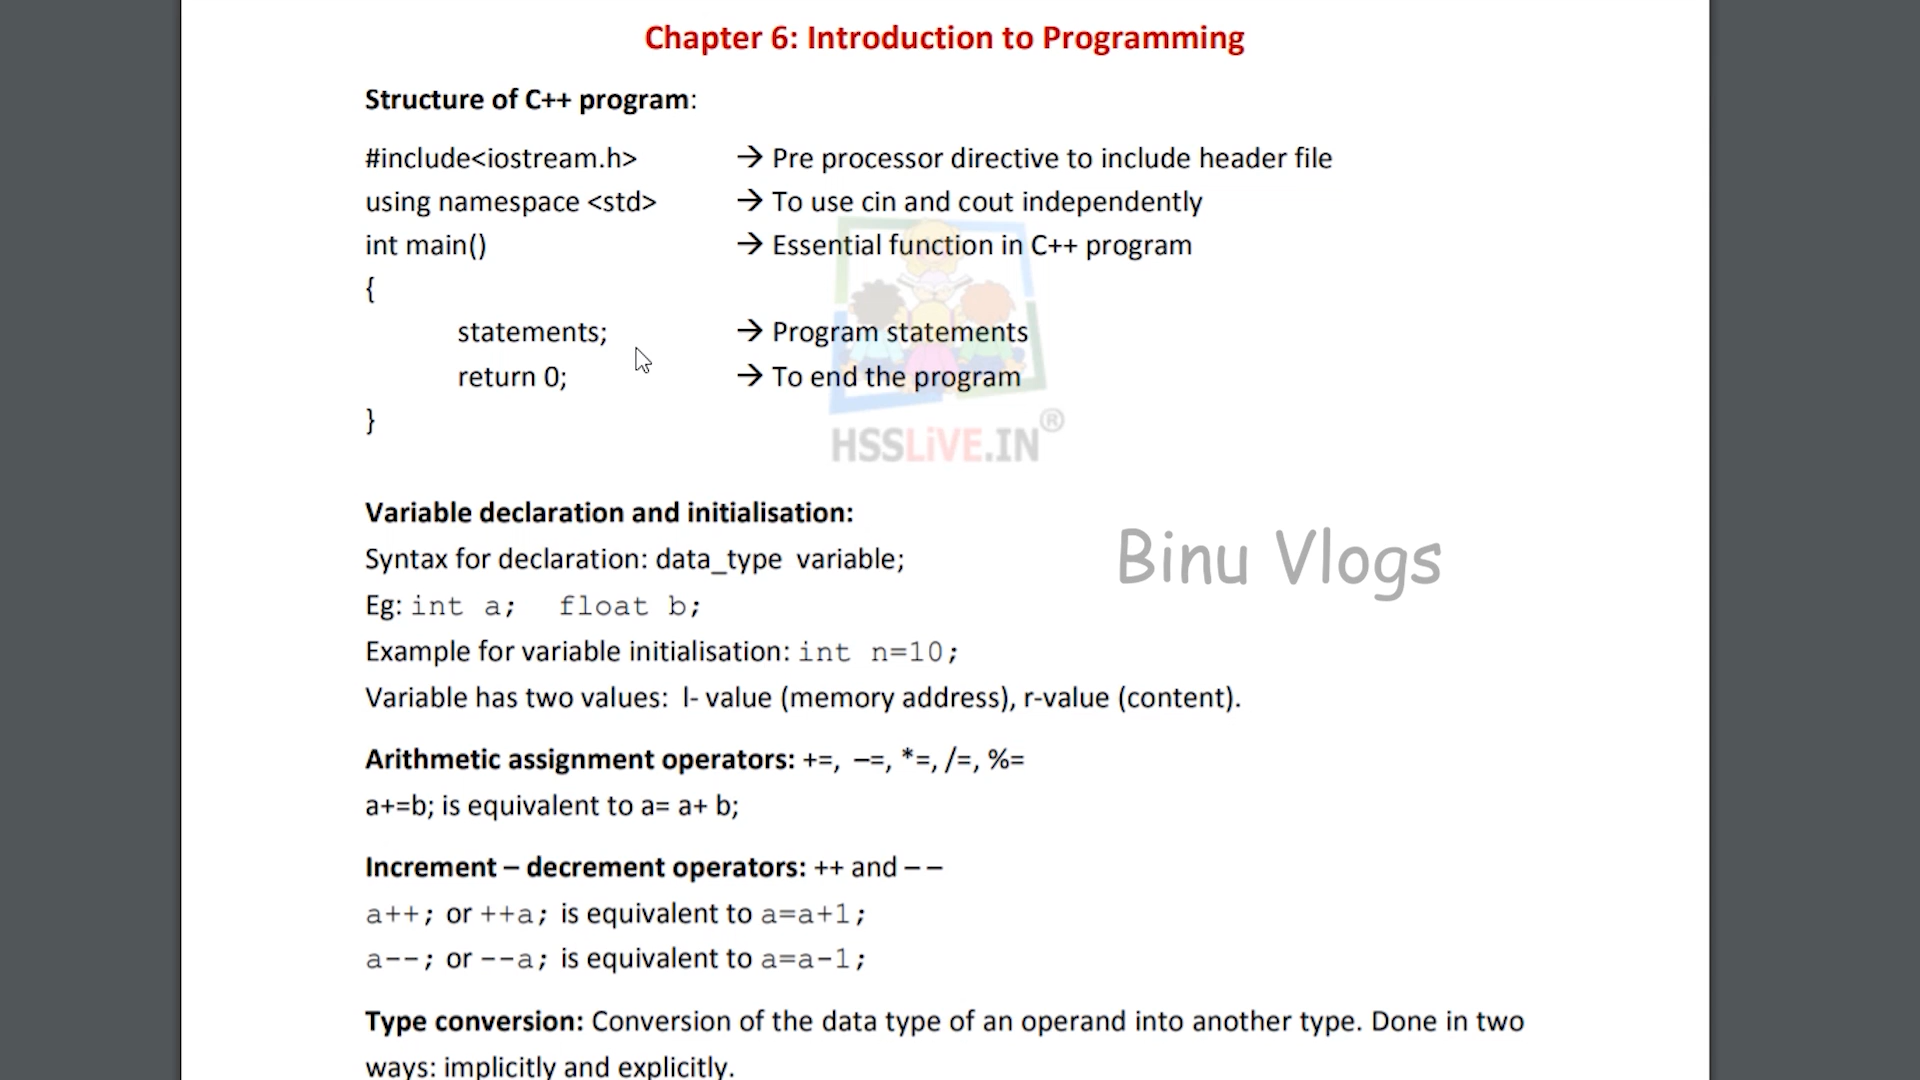 Chapter 6: Introduction to Programming
Structure of C++ program:
#include<iostream.h> → Pre processor directive to include header file
using namespace <std> → To use cin and cout independently
int main() → Essential function in C++ program
{
statements; → Program statements
return 0; → To end the program
}
HSSLiVE.IN®
Variable declaration and initialisation:
Syntax for declaration: data_type variable;
Binu Vlogs
Eg: int a; float b;
Example for variable initialisation: int n=10;
Variable has two values: l- value (memory address), r-value (content).
Arithmetic assignment operators: +=, –=, *=, /=, %=
a+=b; is equivalent to a= a+ b;
Increment – decrement operators: ++ and – –
a++; or ++a; is equivalent to a=a+1;
a--; or --a; is equivalent to a=a-1;
Type conversion: Conversion of the data type of an operand into another type. Done in two
ways: implicitly and explicitly.